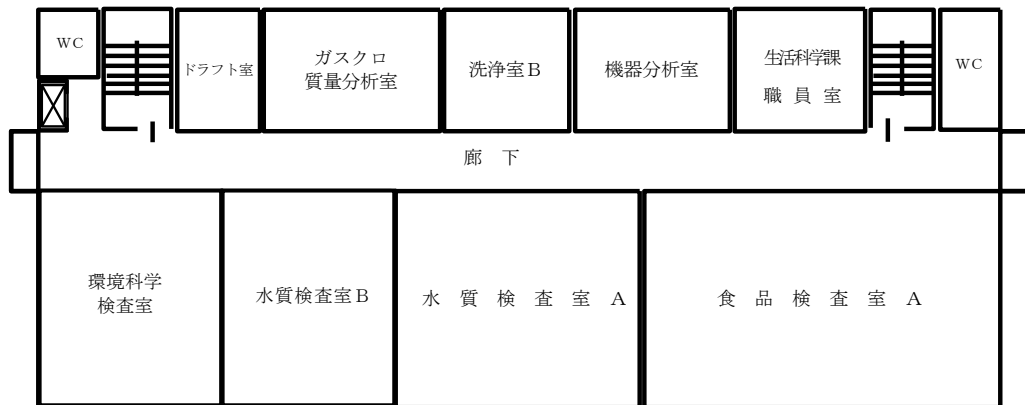 WC
ドラフト室
ガスクロ
質量分析室
洗浄室B
機器分析室
生活科学課
職員室
WC
廊下
環境科学
検査室
水質検査室B
水質検査室A
食品検査室A